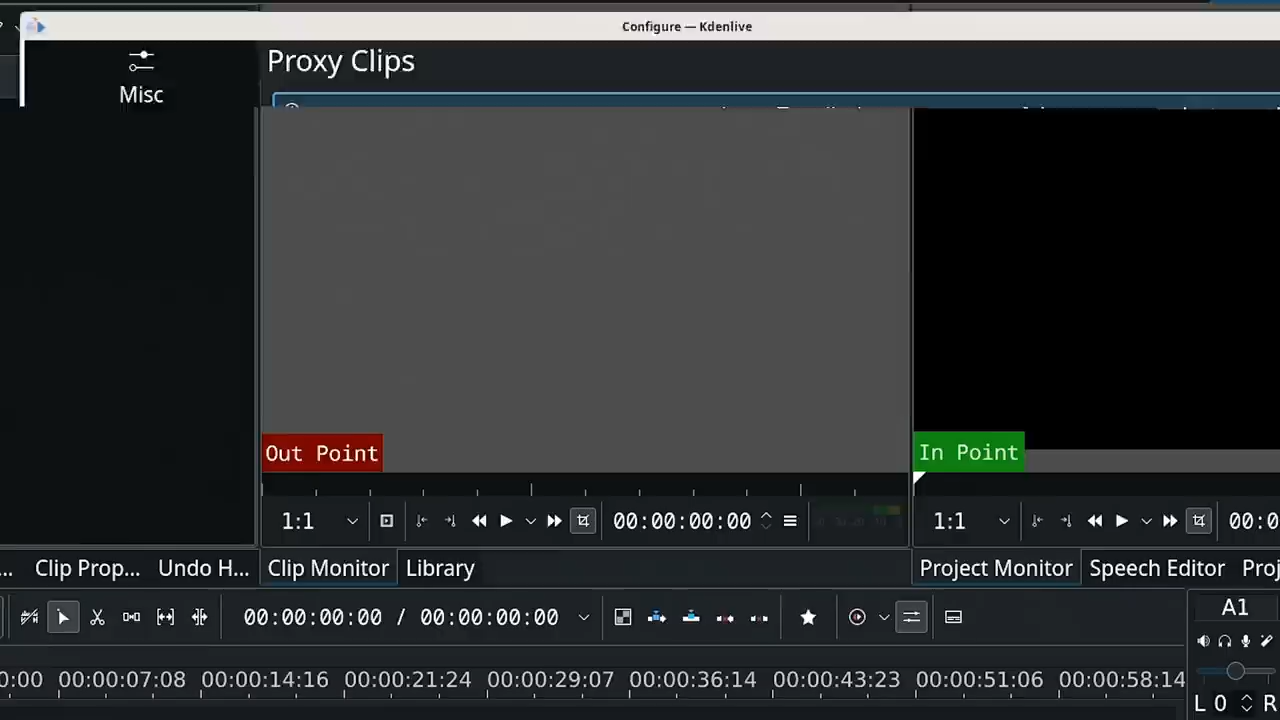 Configure — Kdenlive
Misc
Proxy Clips
Out Point
In Point
1:1
00:00:00:00
1:1
00:0
... Clip Prop... Undo H... Clip Monitor Library
Project Monitor Speech Editor Proj
00:00:00:00 / 00:00:00:00
A1
0:00 00:00:07:08 00:00:14:16 00:00:21:24 00:00:29:07 00:00:36:14 00:00:43:23 00:00:51:06 00:00:58:14
L 0 R